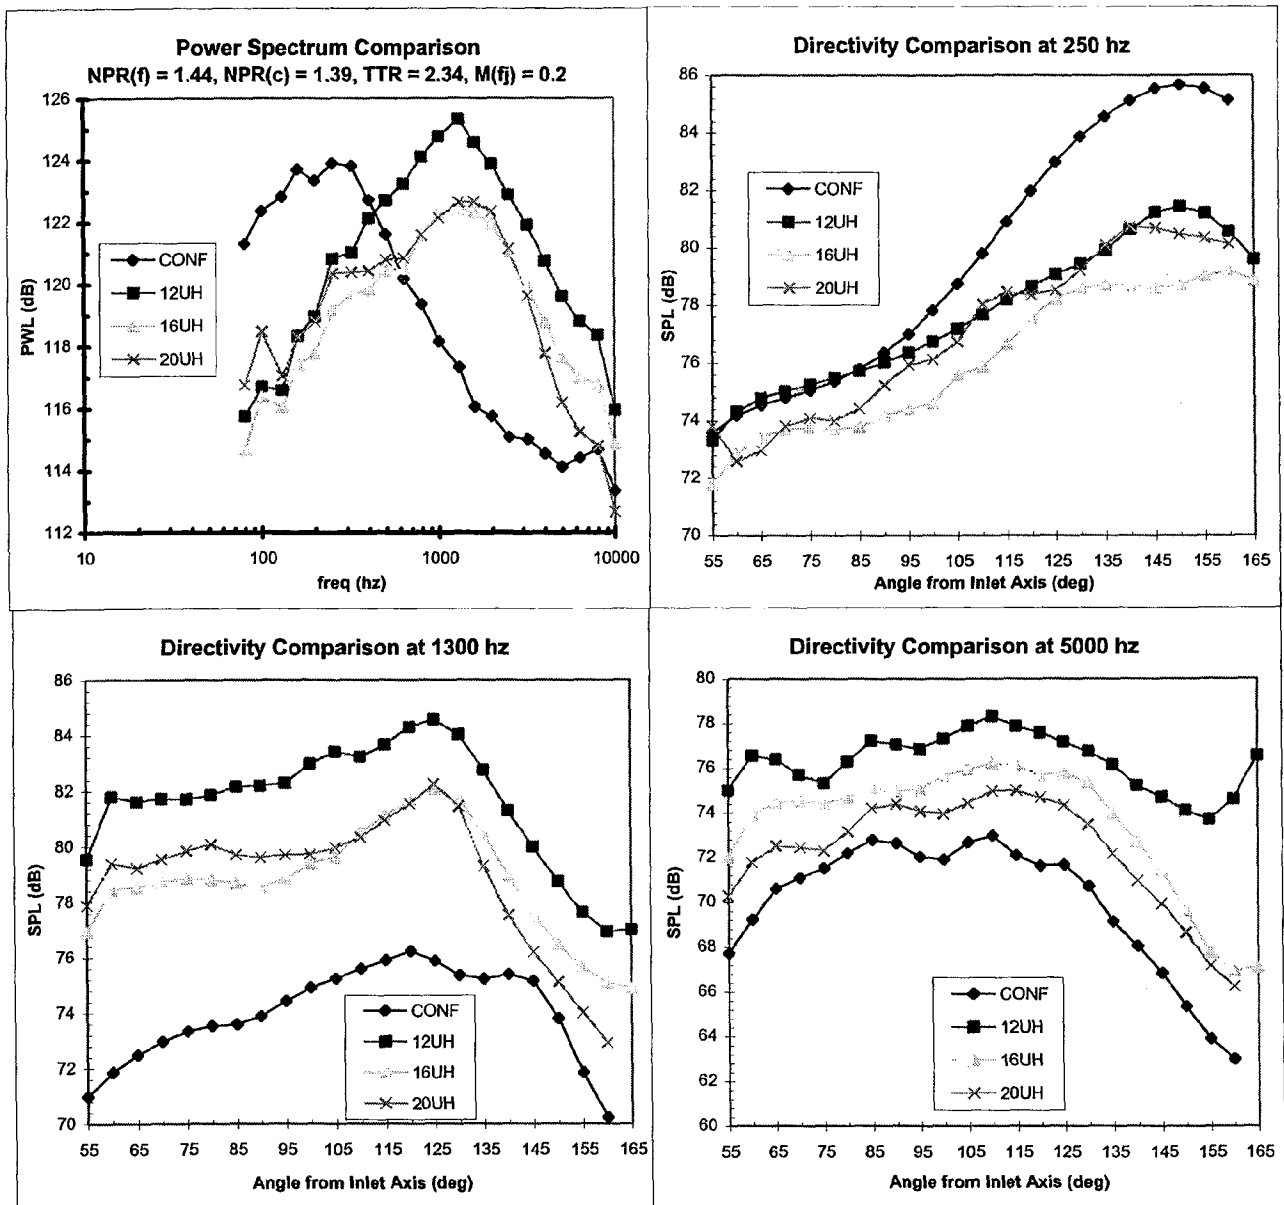 Power Spectrum Comparison
NPR(f) = 1.44, NPR(c) = 1.39, TTR = 2.34, M(fj) = 0.2
126
124
122
120
118
116
114
112
PWL (dB)
CONF
12UH
16UH
20UH
10
100
1000
10000
freq (hz)
Directivity Comparison at 250 hz
86
84
82
80
78
76
74
72
70
SPL (dB)
CONF
12UH
16UH
20UH
55 65 75 85 95 105 115 125 135 145 155 165
Angle from Inlet Axis (deg)
Directivity Comparison at 1300 hz
86
84
82
80
78
76
74
72
70
SPL (dB)
CONF
12UH
16UH
20UH
55 65 75 85 95 105 115 125 135 145 155 165
Angle from Inlet Axis (deg)
Directivity Comparison at 5000 hz
80
78
76
74
72
70
68
66
64
62
60
SPL (dB)
CONF
12UH
16UH
20UH
55 65 75 85 95 105 115 125 135 145 155 165
Angle from Inlet Axis (deg)